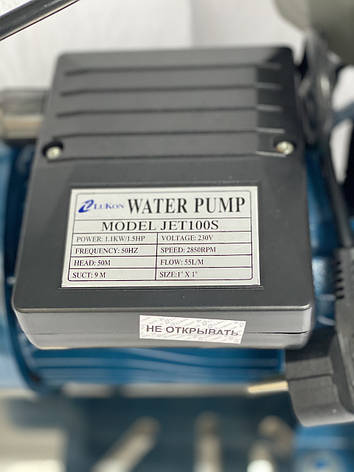 LUKON WATER PUMP
MODEL JET100S
POWER: 1.1KW/1.5HP VOLTAGE: 230V
FREQUENCY: 50HZ SPEED: 2850RPM
HEAD: 50M FLOW: 55L/M
SUCT: 9 M SIZE:1" X 1"
НЕ ОТКРЫВАТЬ